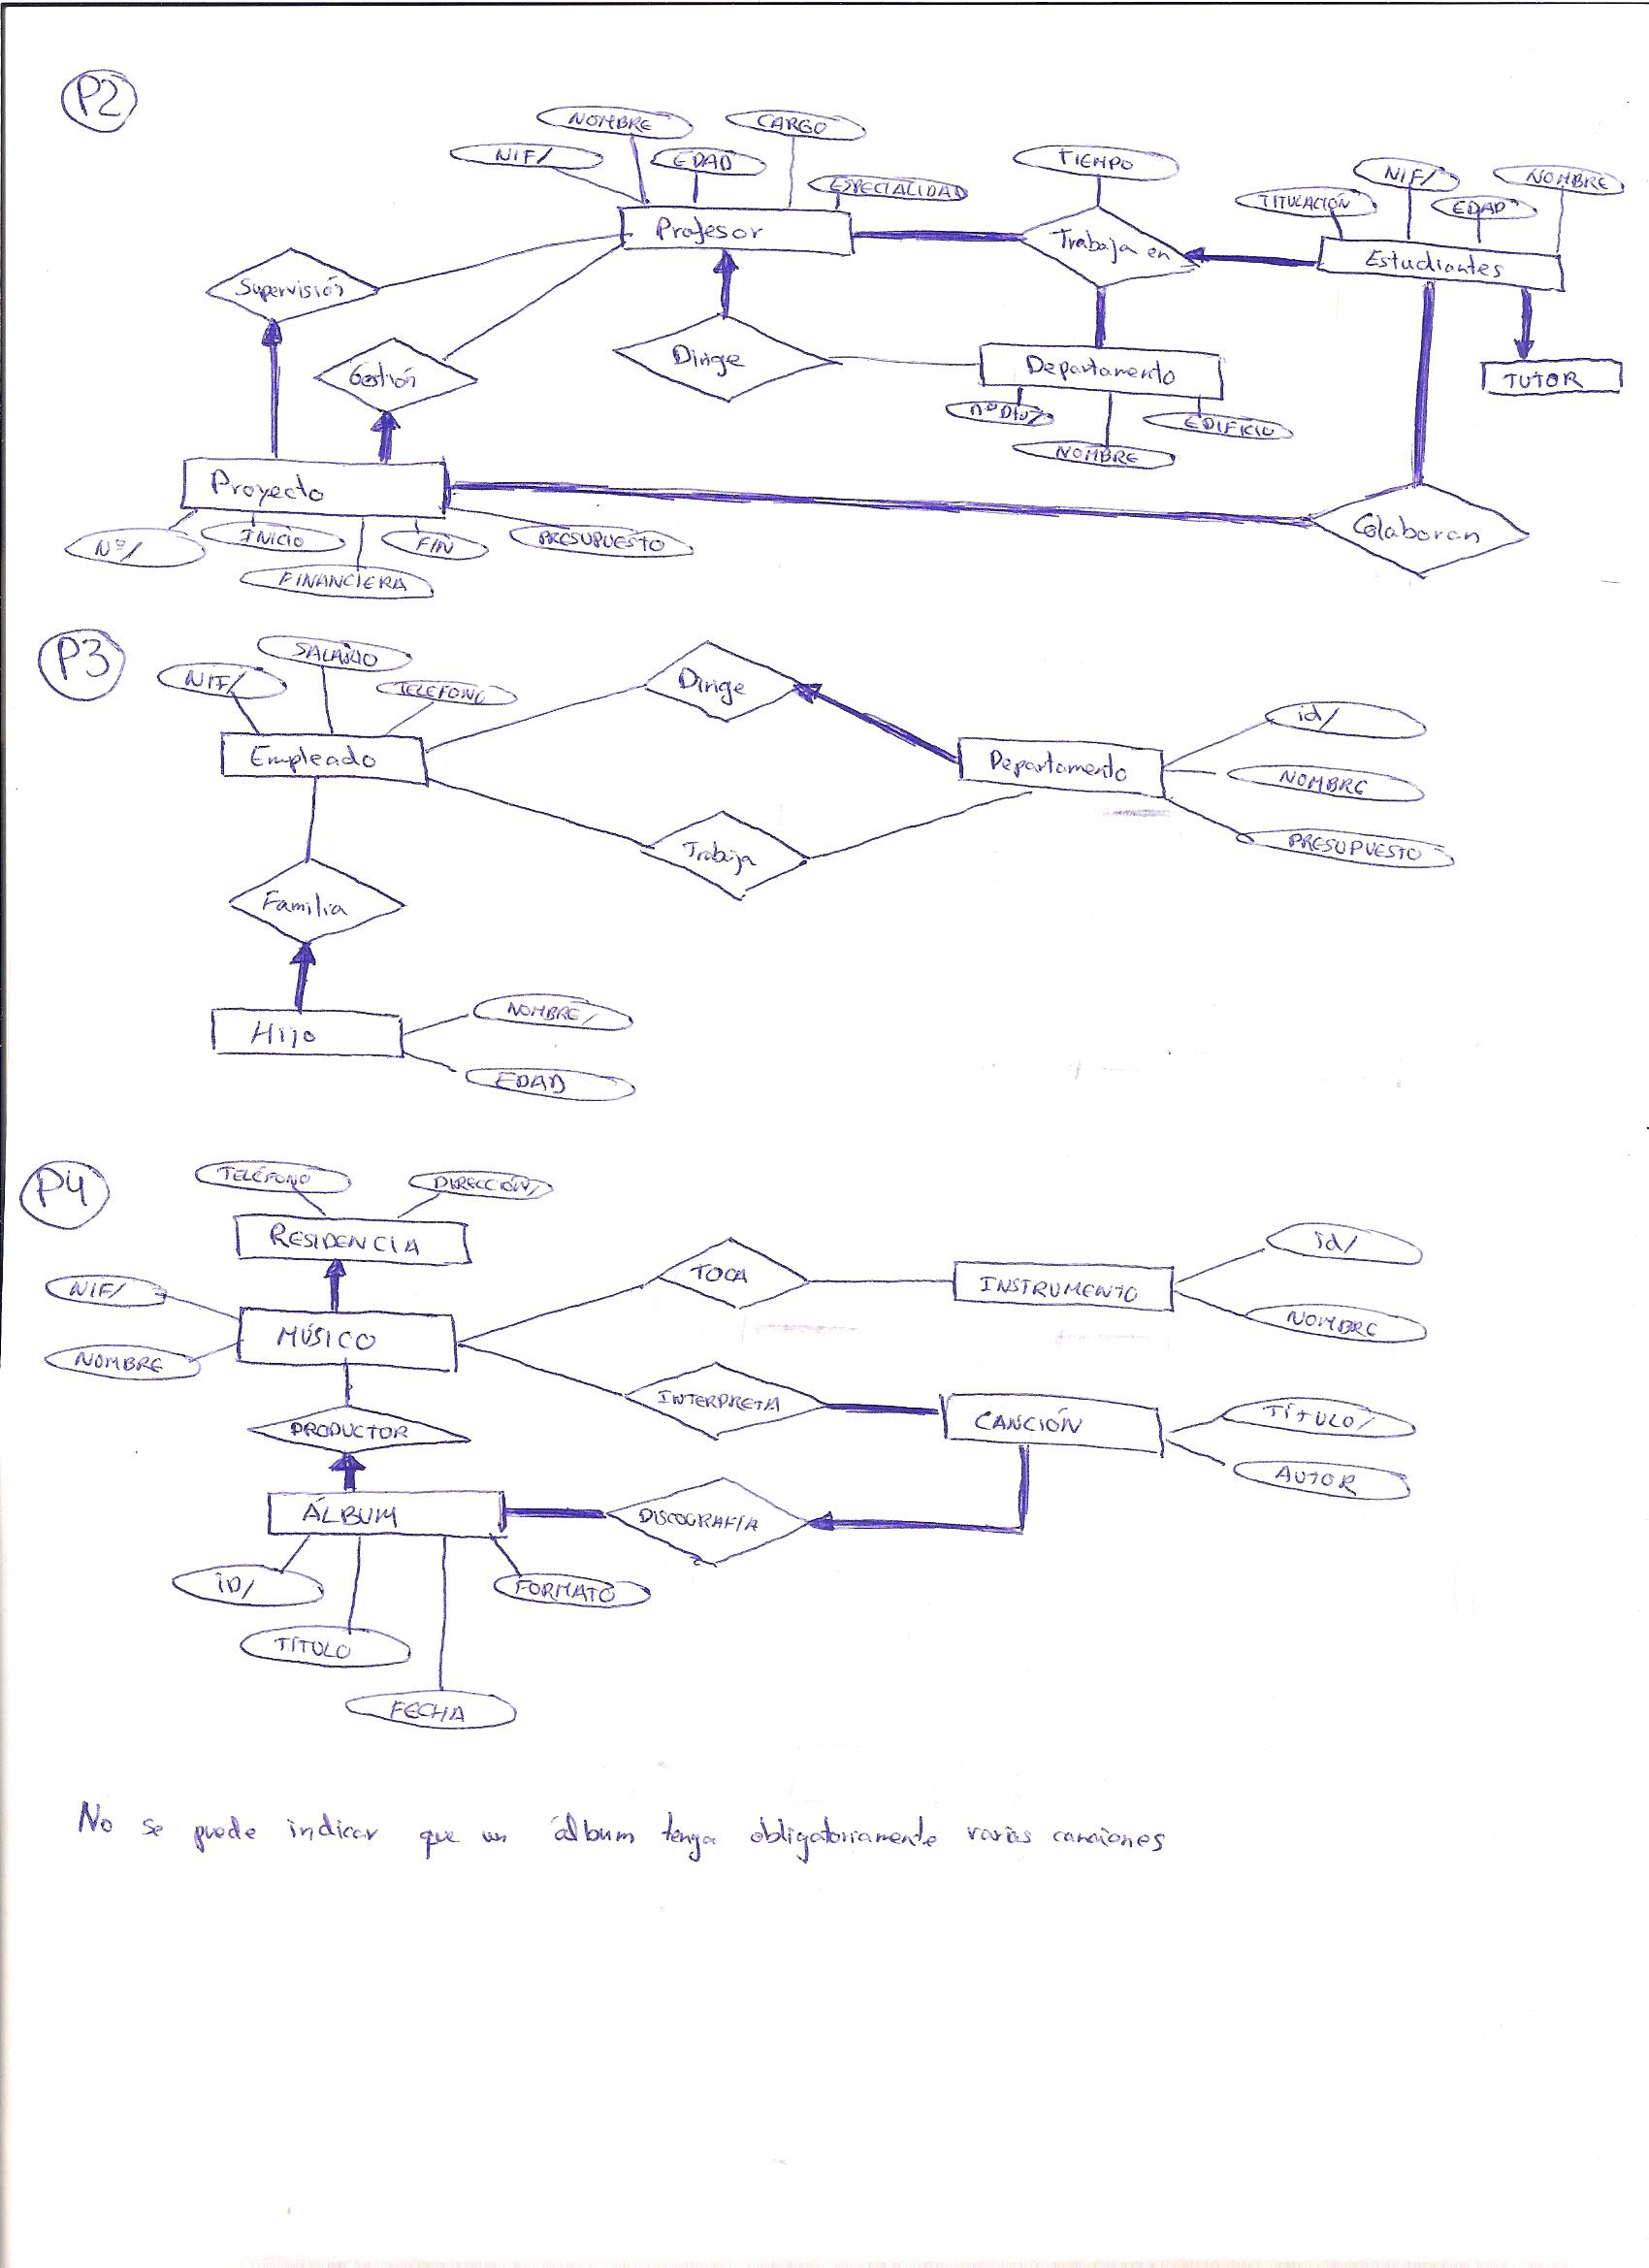 P2
NOMBRE
CARGO
NIF/
EDAD
ESPECIALIDAD
TIEMPO
TITULACIÓN
NIF/
EDAD
NOMBRE
Profesor
Trabaja en
Estudiantes
Supervisión
Gestión
Dirige
Departamento
TUTOR
NOMBRE
EDIFICIO
Proyecto
Colaboran
Nº/
INICIO
FINANCIERA
FIN
PRESUPUESTO
P3
SALARIO
NIF/
TELÉFONO
Dirige
Empleado
Departamento
id/
NOMBRE
PRESUPUESTO
Trabaja
Familia
Hijo
NOMBRE/
EDAD
P4
TELÉFONO
DIRECCIÓN/
RESIDENCIA
NIF/
NOMBRE
MÚSICO
TOCA
INSTRUMENTO
id/
NOMBRE
INTERPRETA
CANCIÓN
TÍTULO/
AUTOR
PRODUCTOR
ÁLBUM
DISCOGRAFÍA
ID/
TÍTULO
FECHA
FORMATO
No se puede indicar que un álbum tenga obligatoriamente varias canciones